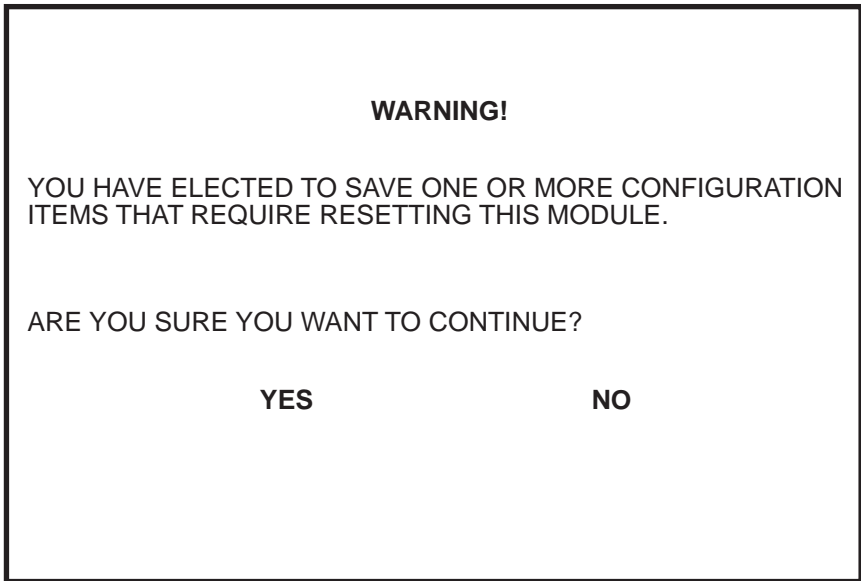 WARNING!
YOU HAVE ELECTED TO SAVE ONE OR MORE CONFIGURATION
ITEMS THAT REQUIRE RESETTING THIS MODULE.
ARE YOU SURE YOU WANT TO CONTINUE?
YES NO